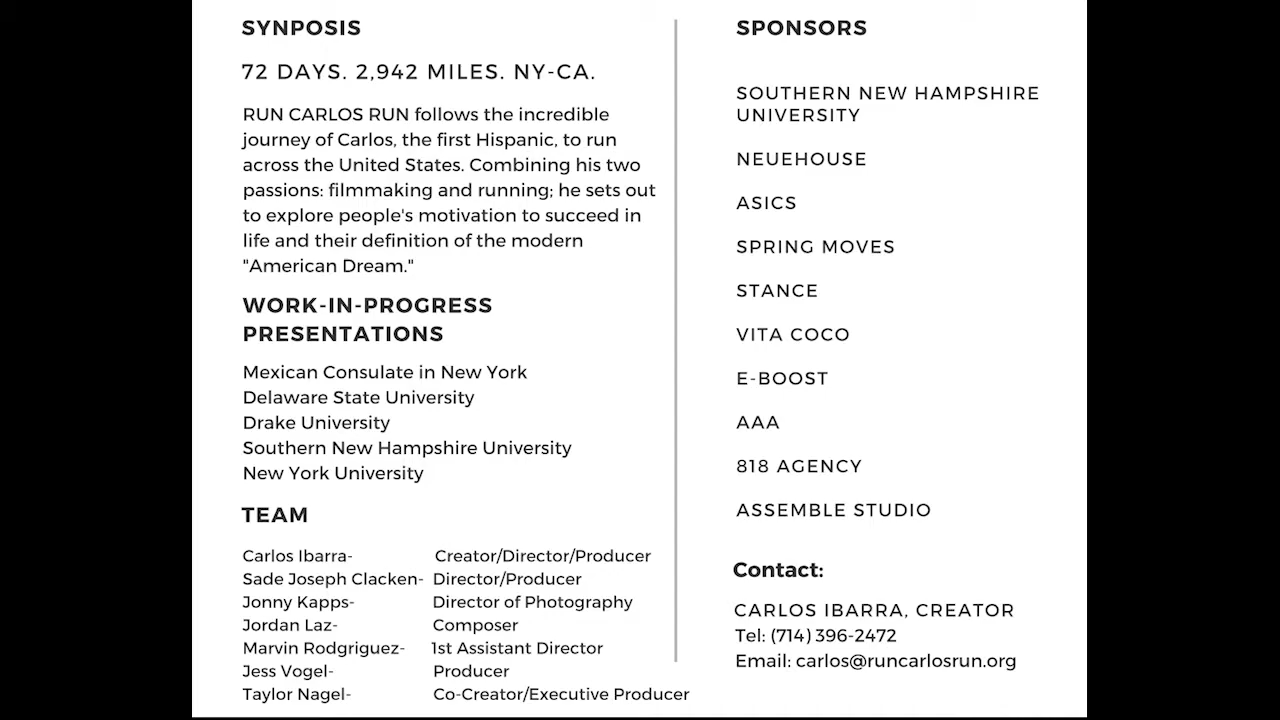 SYNPOSIS
72 DAYS. 2,942 MILES. NY-CA.
RUN CARLOS RUN follows the incredible
journey of Carlos, the first Hispanic, to run
across the United States. Combining his two
passions: filmmaking and running; he sets out
to explore people's motivation to succeed in
life and their definition of the modern
"American Dream."
WORK-IN-PROGRESS
PRESENTATIONS
Mexican Consulate in New York
Delaware State University
Drake University
Southern New Hampshire University
New York University
TEAM
Carlos Ibarra- Creator/Director/Producer
Sade Joseph Clacken- Director/Producer
Jonny Kapps- Director of Photography
Jordan Laz- Composer
Marvin Rodgriguez- 1st Assistant Director
Jess Vogel- Producer
Taylor Nagel- Co-Creator/Executive Producer
SPONSORS
SOUTHERN NEW HAMPSHIRE
UNIVERSITY
NEUEHOUSE
ASICS
SPRING MOVES
STANCE
VITA COCO
E-BOOST
AAA
818 AGENCY
ASSEMBLE STUDIO
Contact:
CARLOS IBARRA, CREATOR
Tel: (714) 396-2472
Email: carlos@runcarlosrun.org